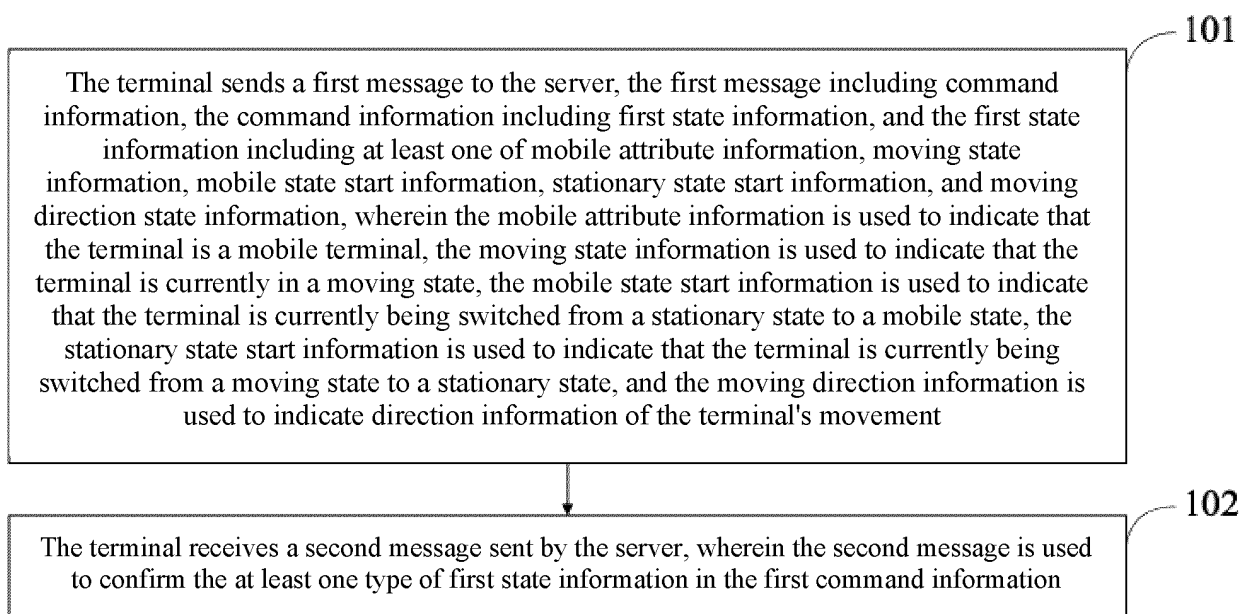 101
The terminal sends a first message to the server, the first message including command
information, the command information including first state information, and the first state
information including at least one of mobile attribute information, moving state
information, mobile state start information, stationary state start information, and moving
direction state information, wherein the mobile attribute information is used to indicate that
the terminal is a mobile terminal, the moving state information is used to indicate that the
terminal is currently in a moving state, the mobile state start information is used to indicate
that the terminal is currently being switched from a stationary state to a mobile state, the
stationary state start information is used to indicate that the terminal is currently being
switched from a moving state to a stationary state, and the moving direction information is
used to indicate direction information of the terminal's movement
102
The terminal receives a second message sent by the server, wherein the second message is used
to confirm the at least one type of first state information in the first command information